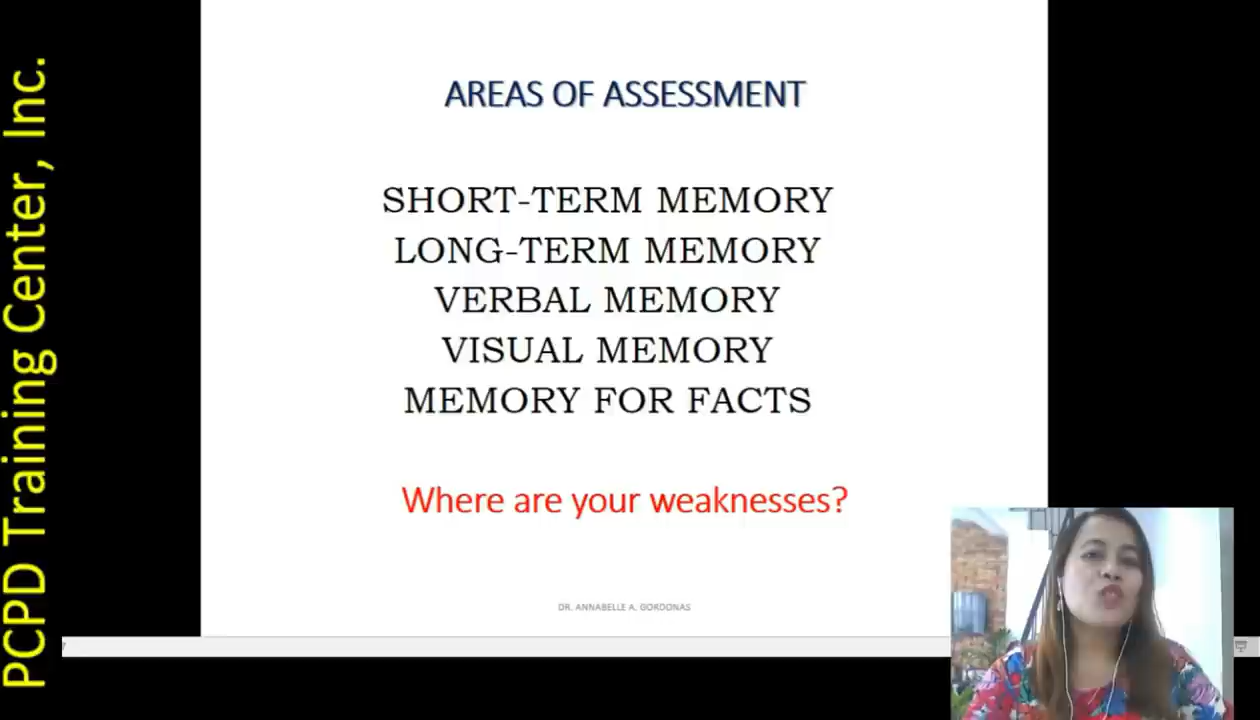 PCPD Training Center, Inc.
AREAS OF ASSESSMENT
SHORT-TERM MEMORY
LONG-TERM MEMORY
VERBAL MEMORY
VISUAL MEMORY
MEMORY FOR FACTS
Where are your weaknesses?
DR. ANNABELLE A. GORDONAS